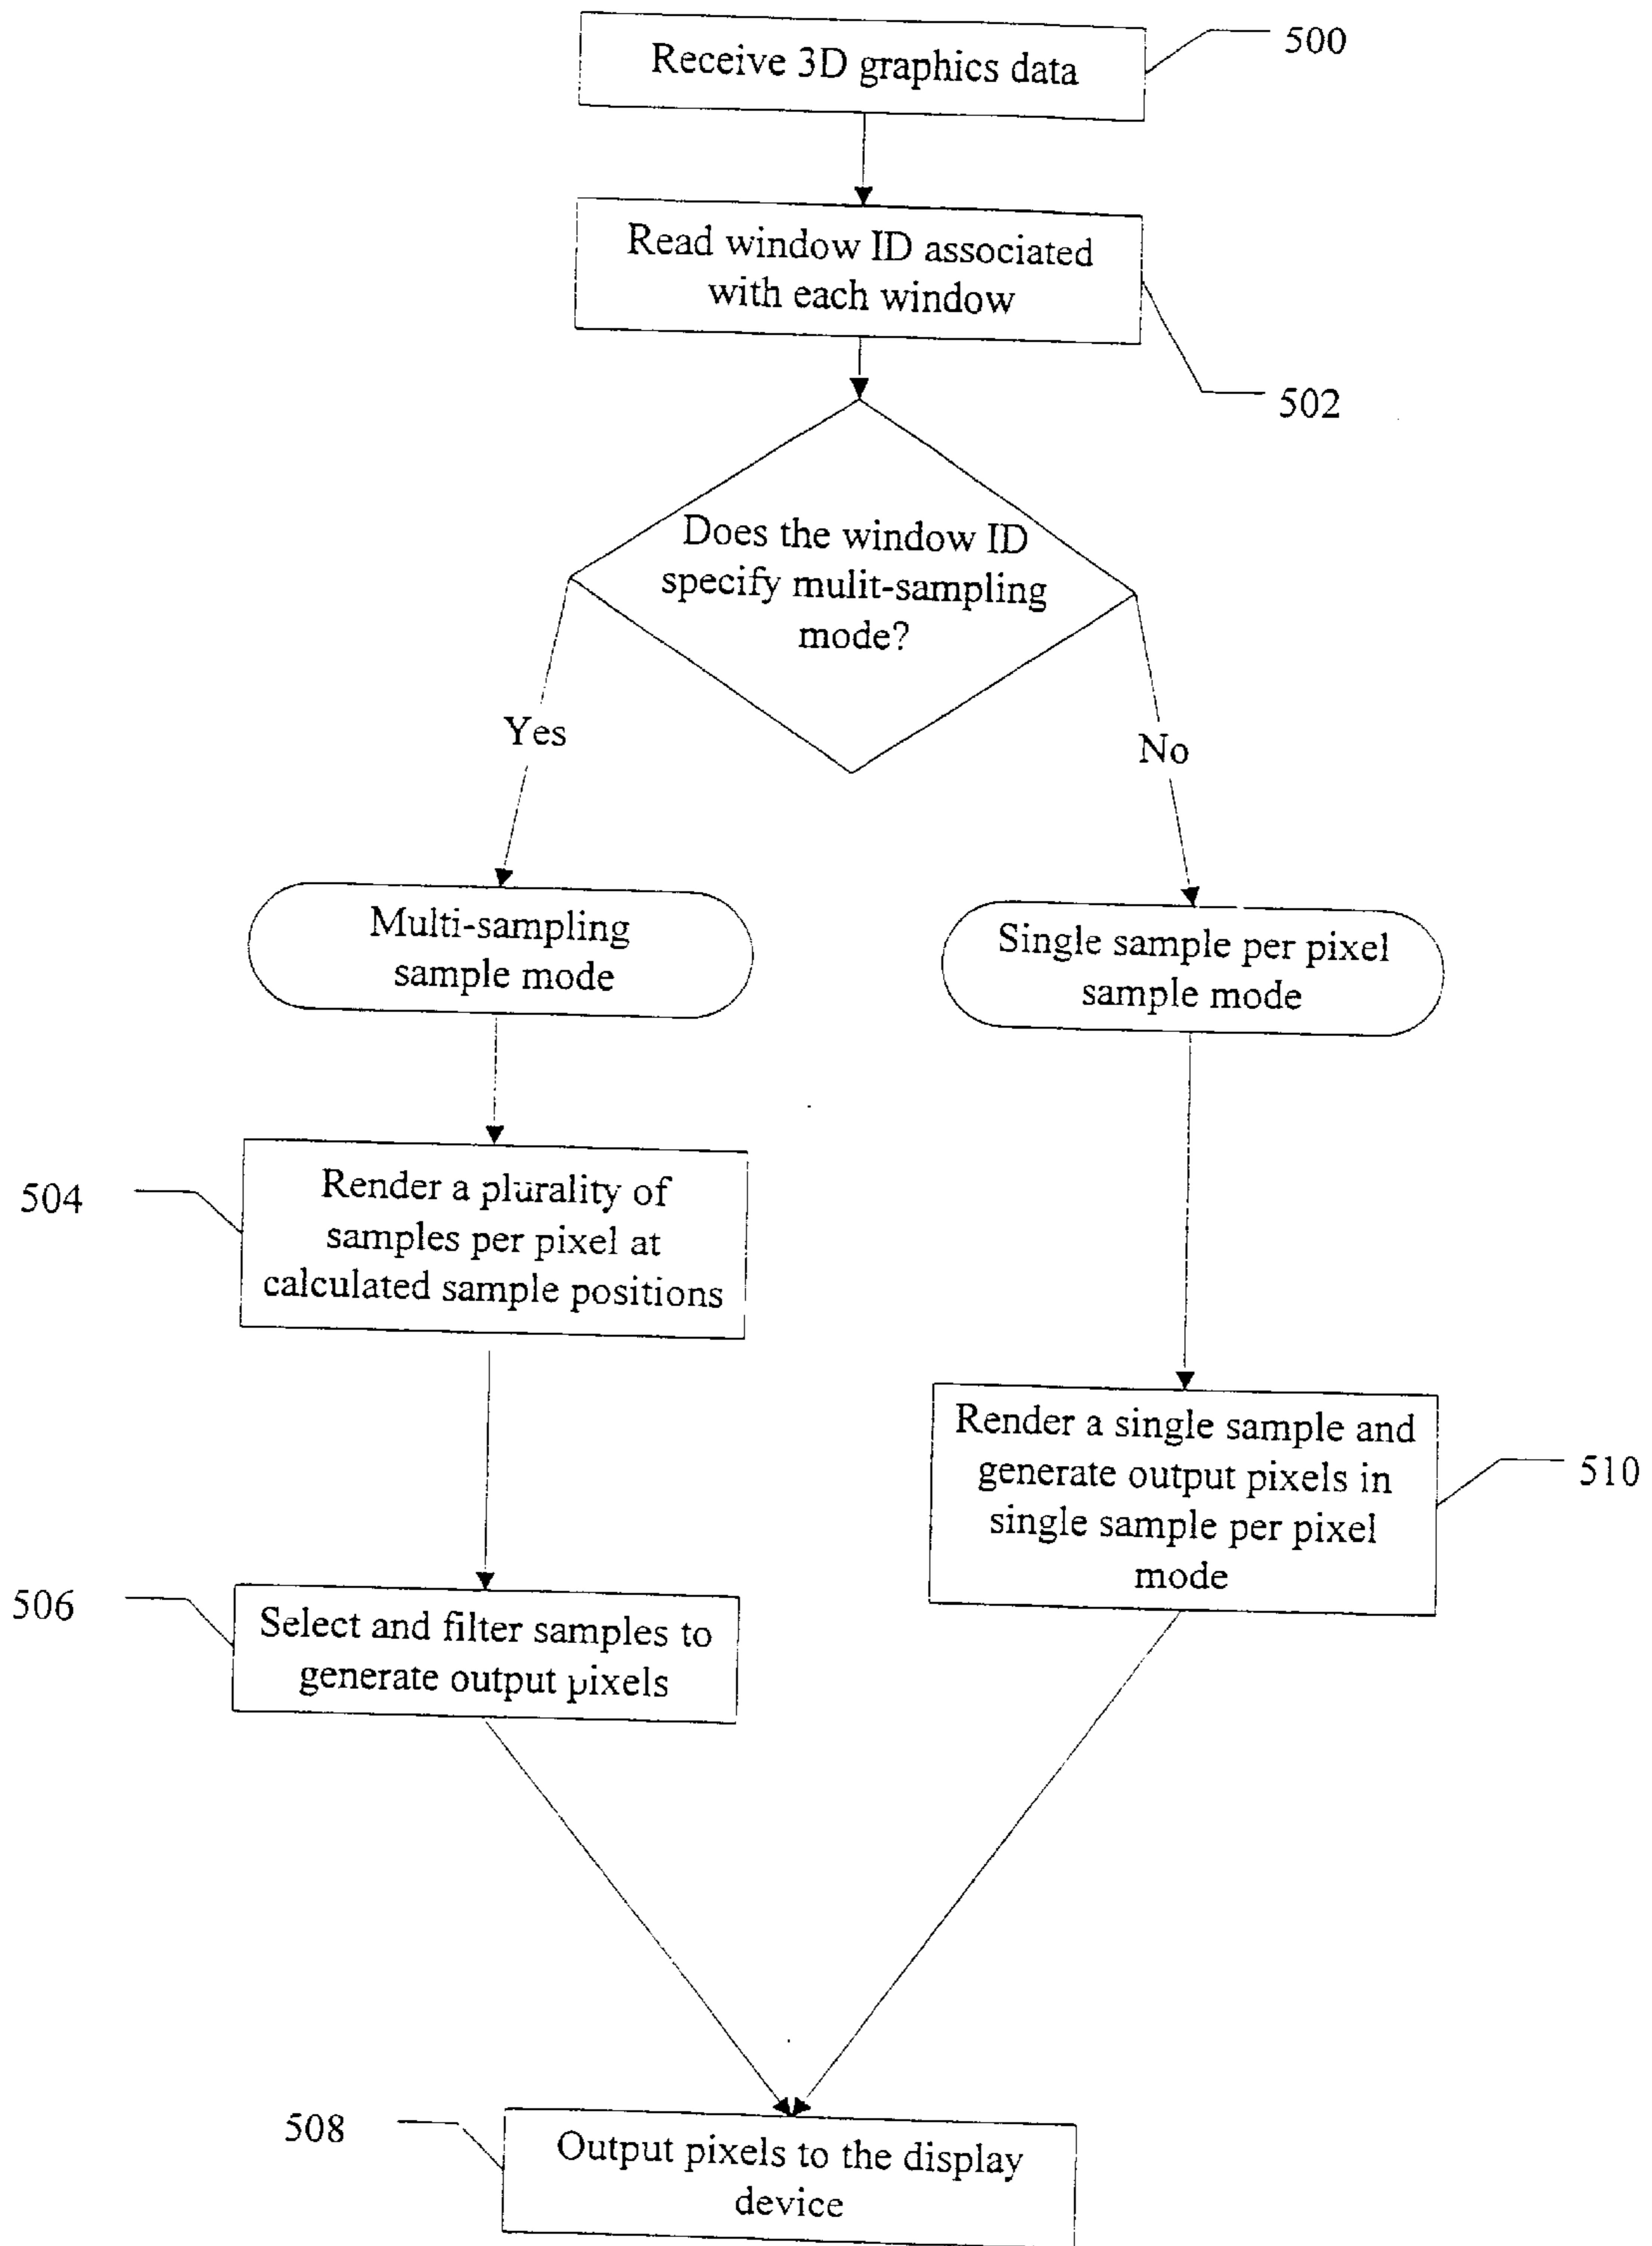 Receive 3D graphics data
500
Read window ID associated
with each window
502
Does the window ID
specify mulit-sampling
mode?
Yes
No
Multi-sampling
sample mode
Single sample per pixel
sample mode
504
Render a plurality of
samples per pixel at
calculated sample positions
Render a single sample and
generate output pixels in
single sample per pixel
mode
510
506
Select and filter samples to
generate output pixels
508
Output pixels to the display
device